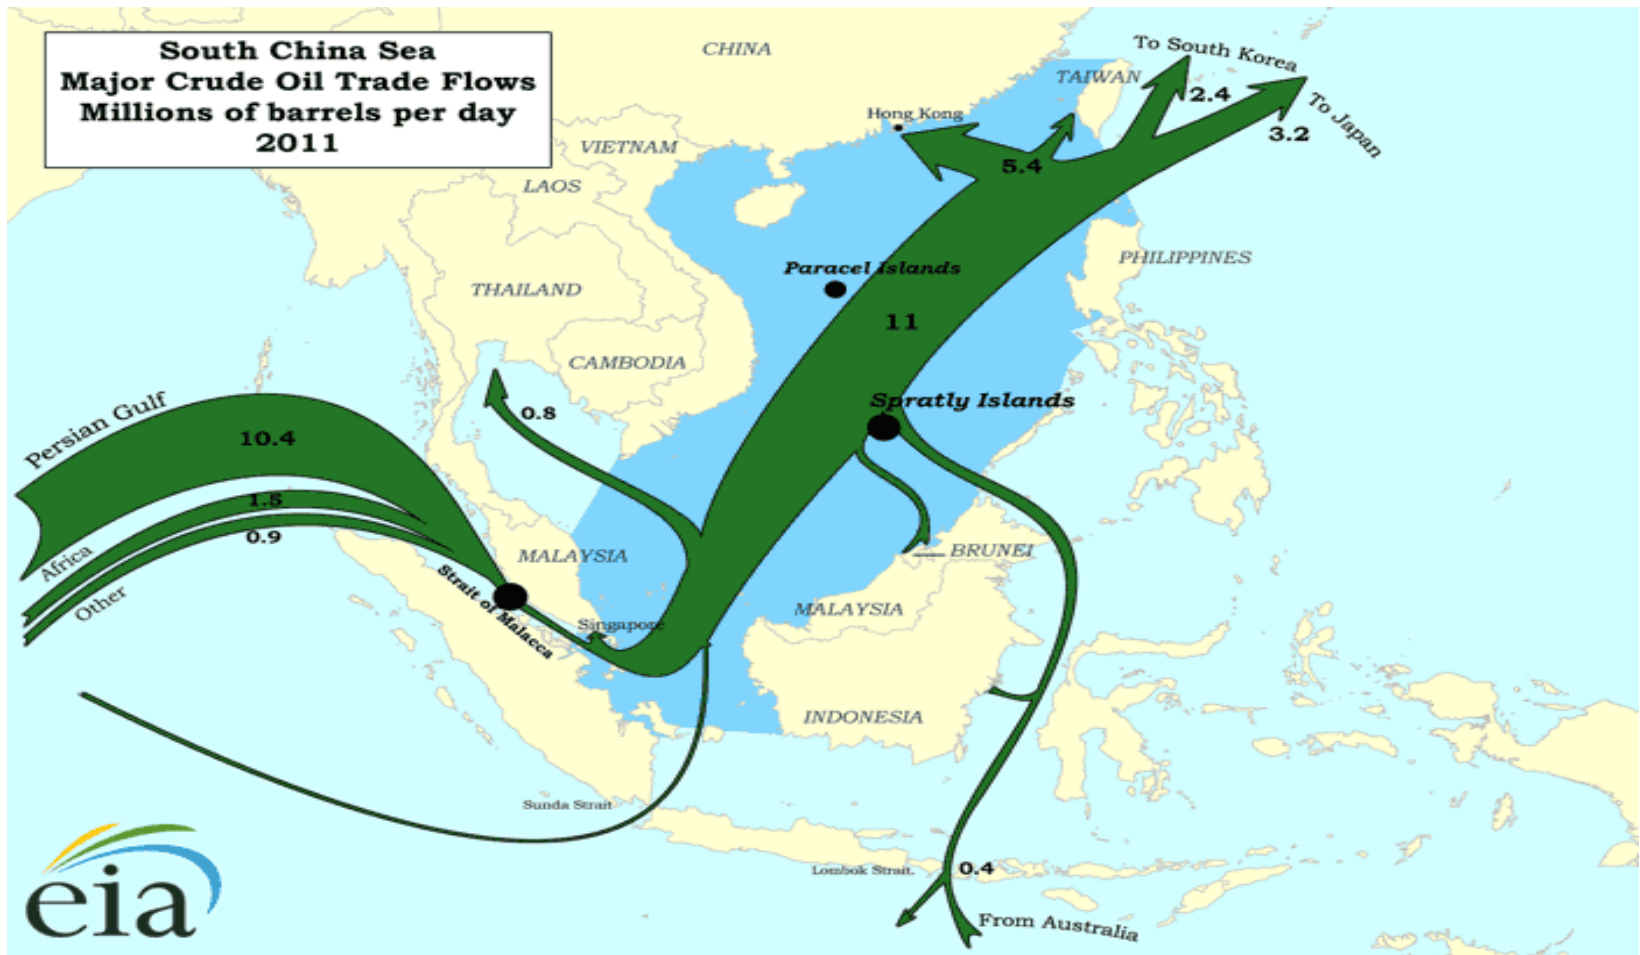 South China Sea
Major Crude Oil Trade Flows
Millions of barrels per day
2011
CHINA
To South Korea
TAIWAN
2.4
To Japan
3.2
Hong Kong
5.4
VIETNAM
LAOS
PHILIPPINES
Paracel Islands
THAILAND
11
CAMBODIA
Spratly Islands
0.8
Persian Gulf
10.4
1.5
0.9
Africa
Other
MALAYSIA
BRUNEI
Strait of Malacca
Singapore
MALAYSIA
INDONESIA
Sunda Strait
Lombok Strait.
0.4
From Australia
eia